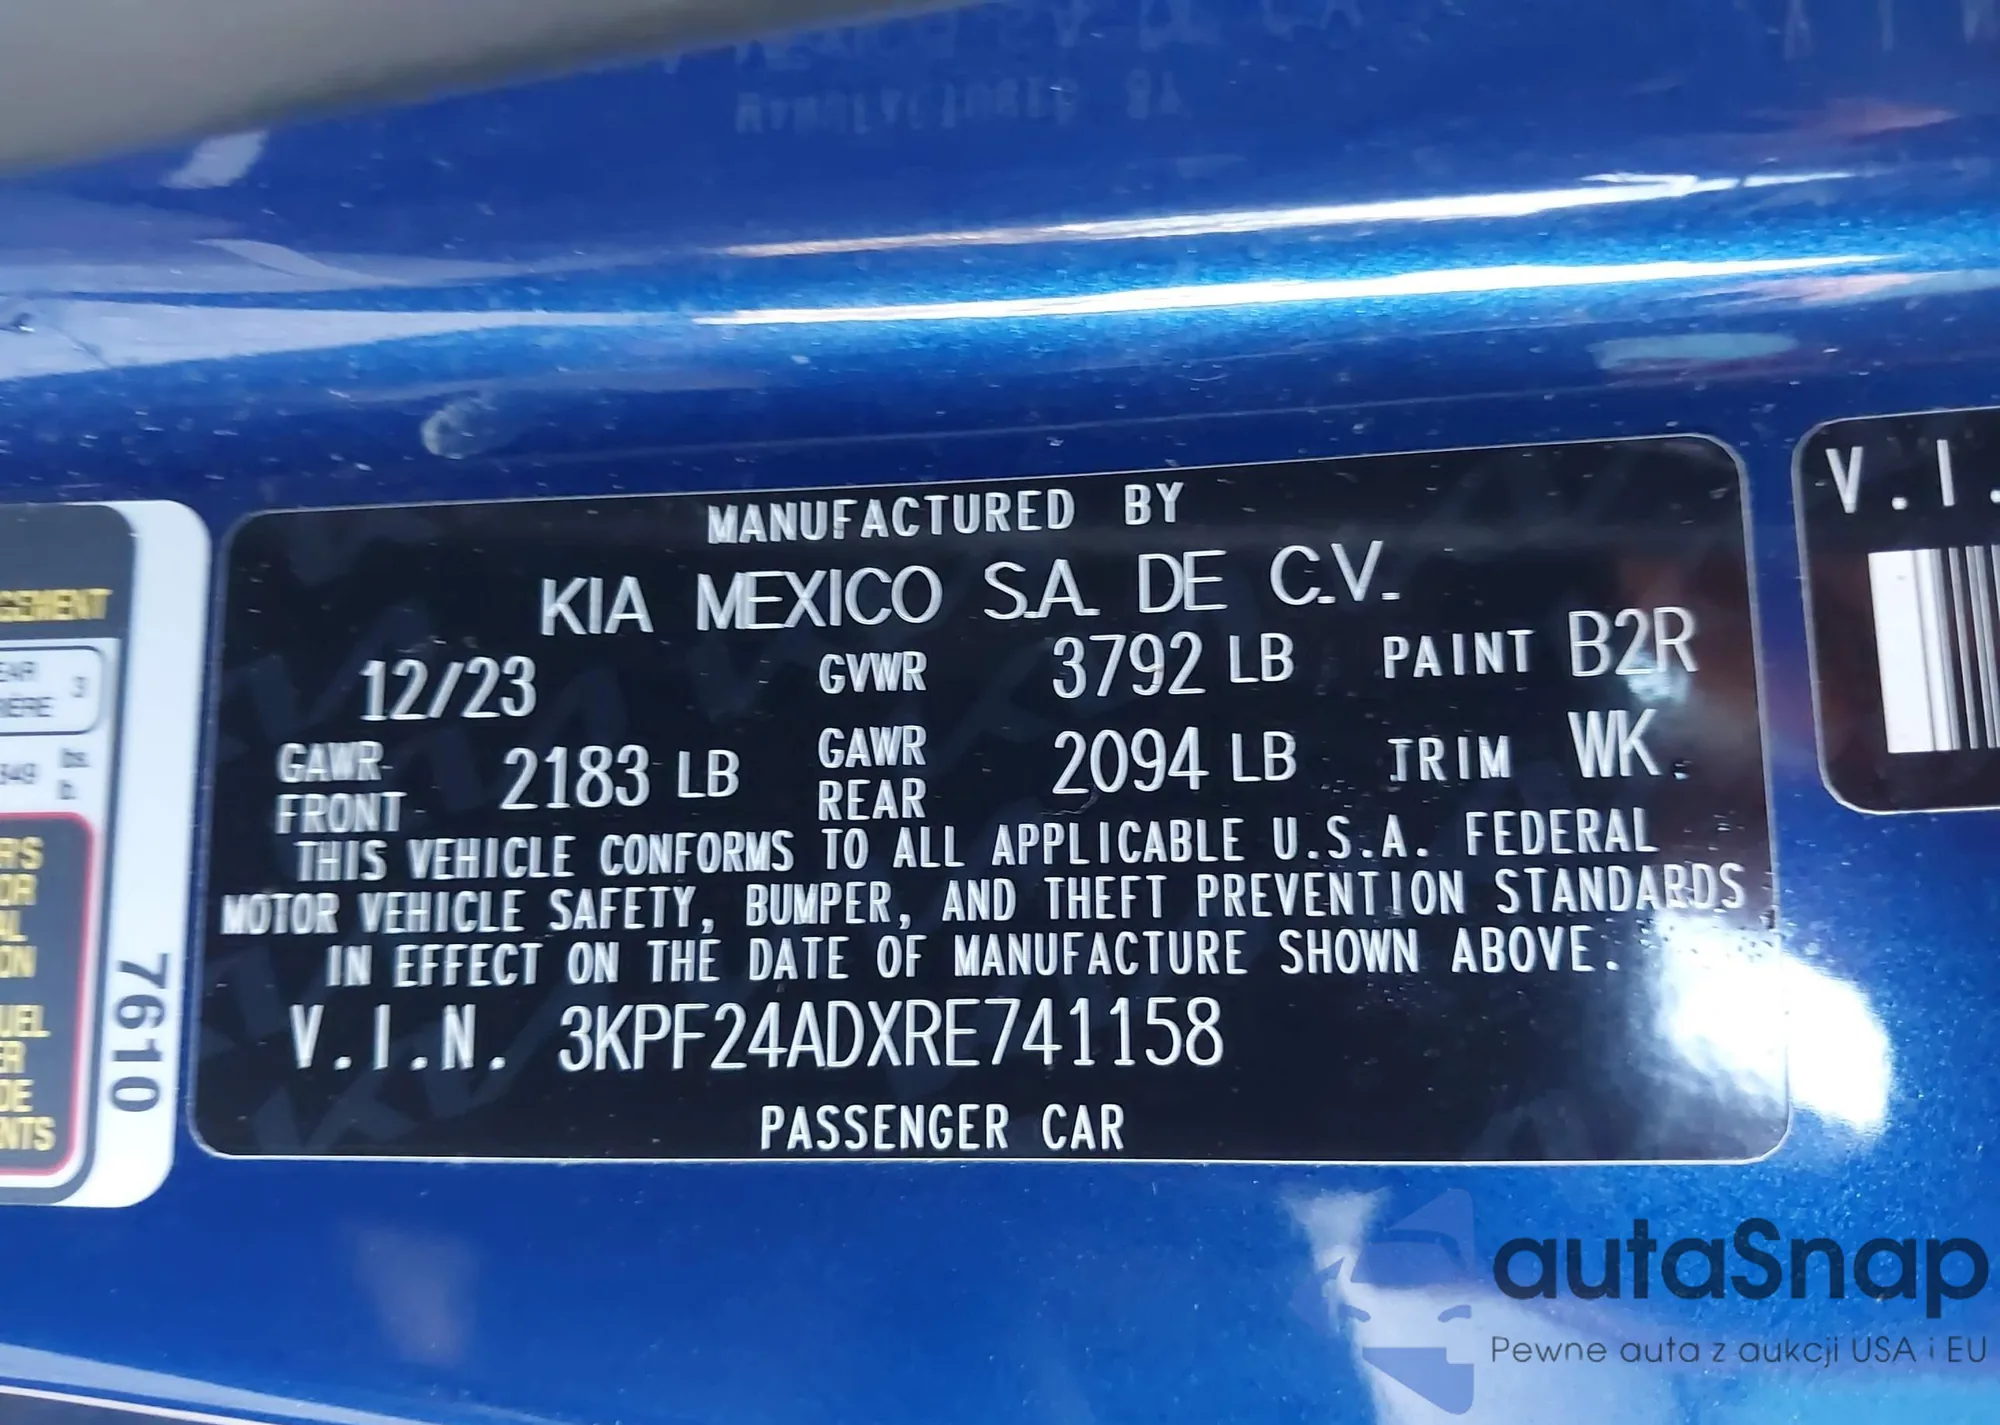 MANUFACTURED BY
KIA MEXICO S.A. DE C.V.
12/23 GVWR 3792 LB PAINT B2R
GAWR FRONT 2183 LB GAWR REAR 2094 LB TRIM WK
THIS VEHICLE CONFORMS TO ALL APPLICABLE U.S.A. FEDERAL
MOTOR VEHICLE SAFETY, BUMPER, AND THEFT PREVENTION STANDARDS
IN EFFECT ON THE DATE OF MANUFACTURE SHOWN ABOVE.
V.I.N. 3KPF24ADXRE741158
PASSENGER CAR
7610
V.I.
autaSnap
Pewne auta z aukcji USA i EU